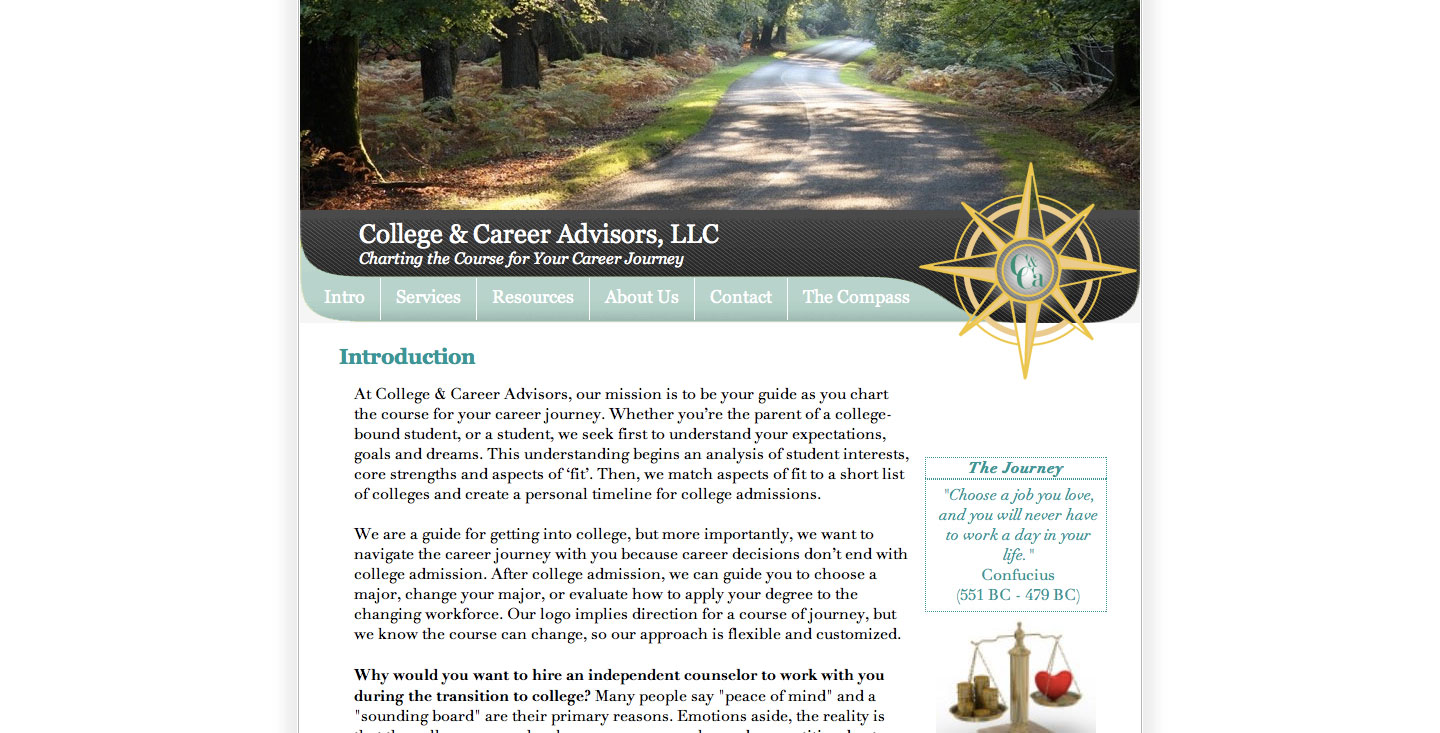 College & Career Advisors, LLC
Charting the Course for Your Career Journey
C&Ca
Intro Services Resources About Us Contact The Compass
Introduction
At College & Career Advisors, our mission is to be your guide as you chart
the course for your career journey. Whether you’re the parent of a college-
bound student, or a student, we seek first to understand your expectations,
goals and dreams. This understanding begins an analysis of student interests,
core strengths and aspects of ‘fit’. Then, we match aspects of fit to a short list
of colleges and create a personal timeline for college admissions.
We are a guide for getting into college, but more importantly, we want to
navigate the career journey with you because career decisions don’t end with
college admission. After college admission, we can guide you to choose a
major, change your major, or evaluate how to apply your degree to the
changing workforce. Our logo implies direction for a course of journey, but
we know the course can change, so our approach is flexible and customized.
Why would you want to hire an independent counselor to work with you
during the transition to college? Many people say "peace of mind" and a
"sounding board" are their primary reasons. Emotions aside, the reality is
The Journey
"Choose a job you love,
and you will never have
to work a day in your
life."
Confucius
(551 BC - 479 BC)